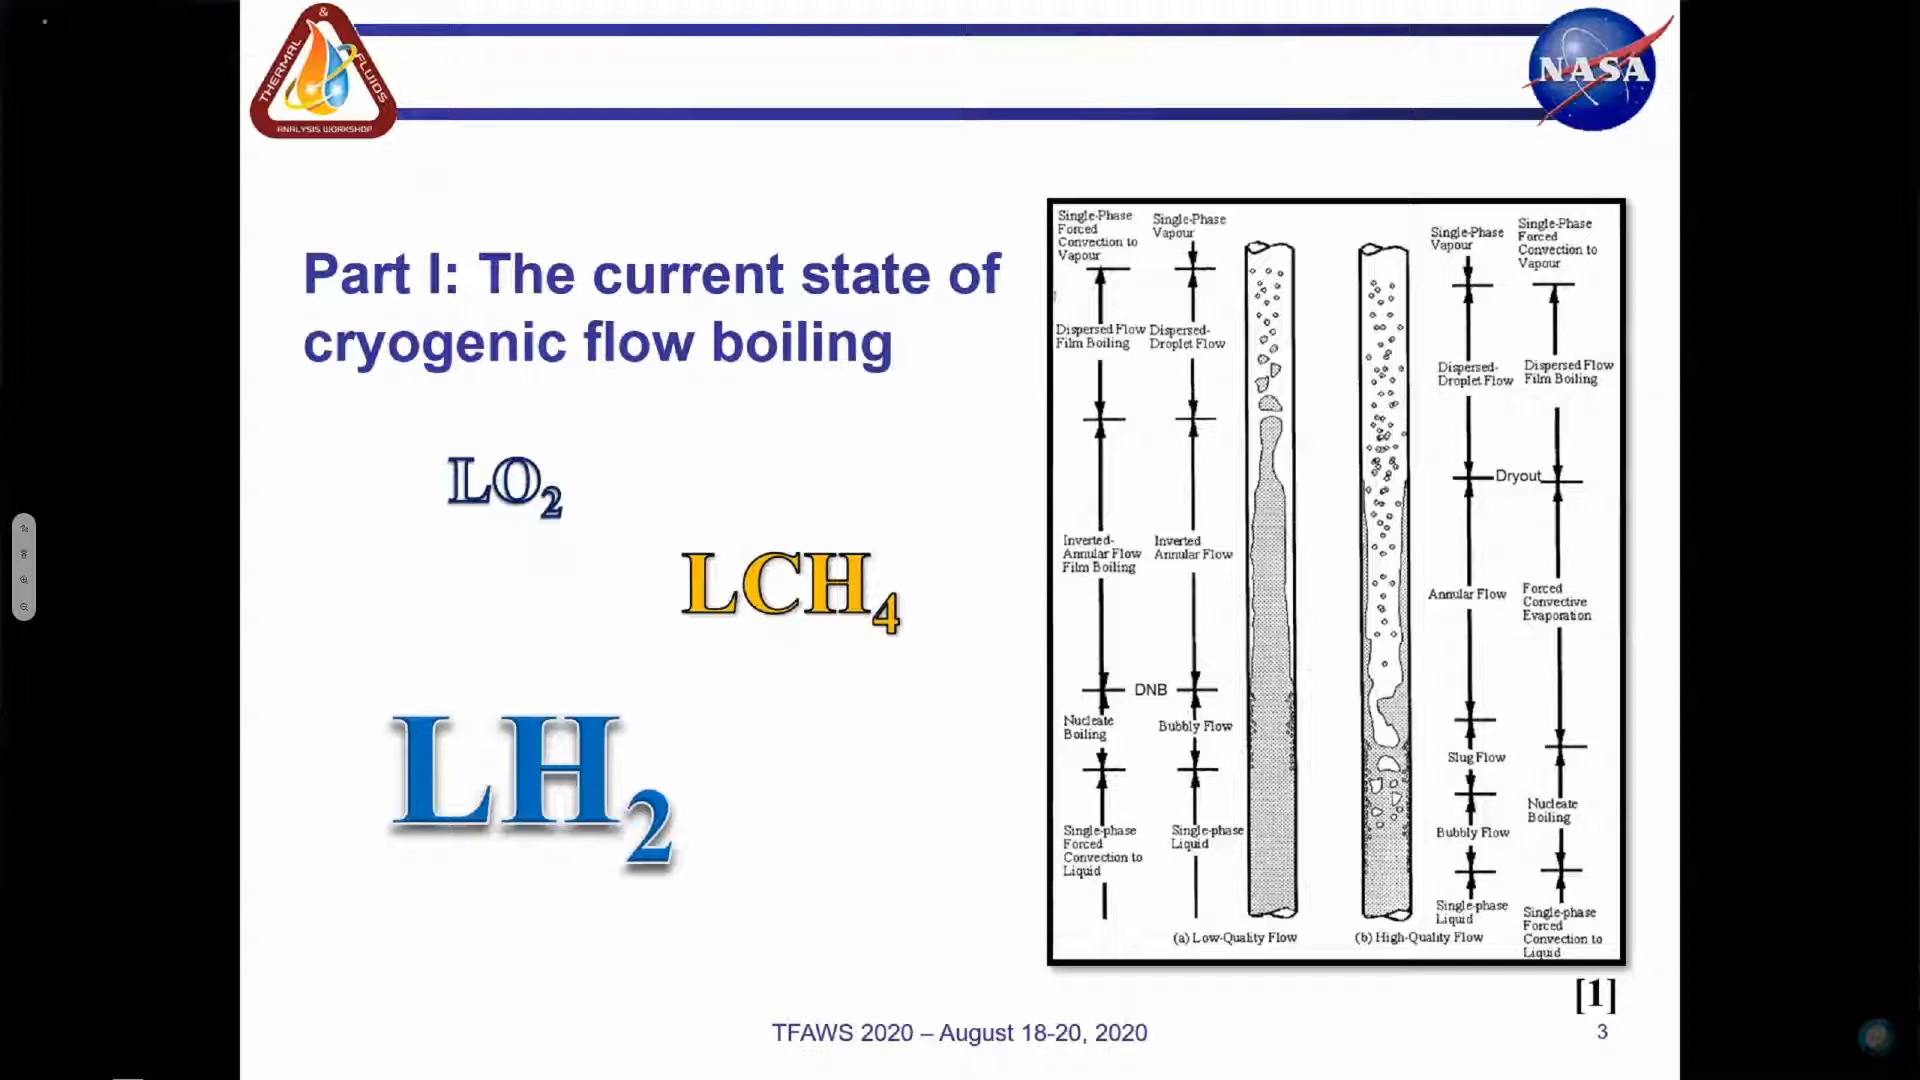 &
THERMAL
FLUIDS
ANALYSIS WORKSHOP
NASA
Part I: The current state of
cryogenic flow boiling
LO2
LCH4
LH2
Single-Phase
Forced
Convection to
Vapour
Single-Phase
Vapour
Dispersed Flow
Film Boiling
Dispersed-
Droplet Flow
Inverted-
Annular Flow
Film Boiling
Inverted
Annular Flow
DNB
Nucleate
Boiling
Bubbly Flow
Single-phase
Forced
Convection to
Liquid
Single-phase
Liquid
(a) Low-Quality Flow
Single-Phase
Vapour
Single-Phase
Forced
Convection to
Vapour
Dispersed-
Droplet Flow
Dispersed Flow
Film Boiling
Dryout
Annular Flow
Forced
Convective
Evaporation
Slug Flow
Nucleate
Boiling
Bubbly Flow
Single-phase
Liquid
Single-phase
Forced
Convection to
Liquid
(b) High-Quality Flow
[1]
TFAWS 2020 – August 18-20, 2020
3